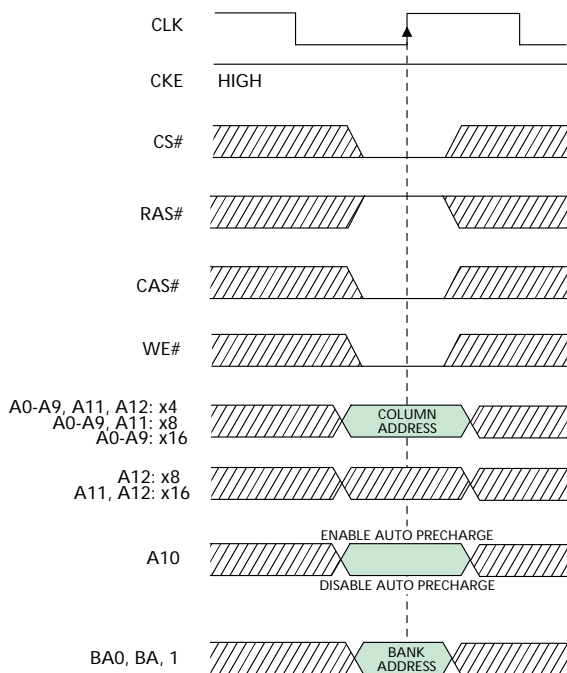 CLK
CKE HIGH
CS#
RAS#
CAS#
WE#
A0-A9, A11, A12: x4
A0-A9, A11: x8
A0-A9: x16
COLUMN
ADDRESS
A12: x8
A11, A12: x16
ENABLE AUTO PRECHARGE
A10
DISABLE AUTO PRECHARGE
BA0, BA, 1
BANK
ADDRESS